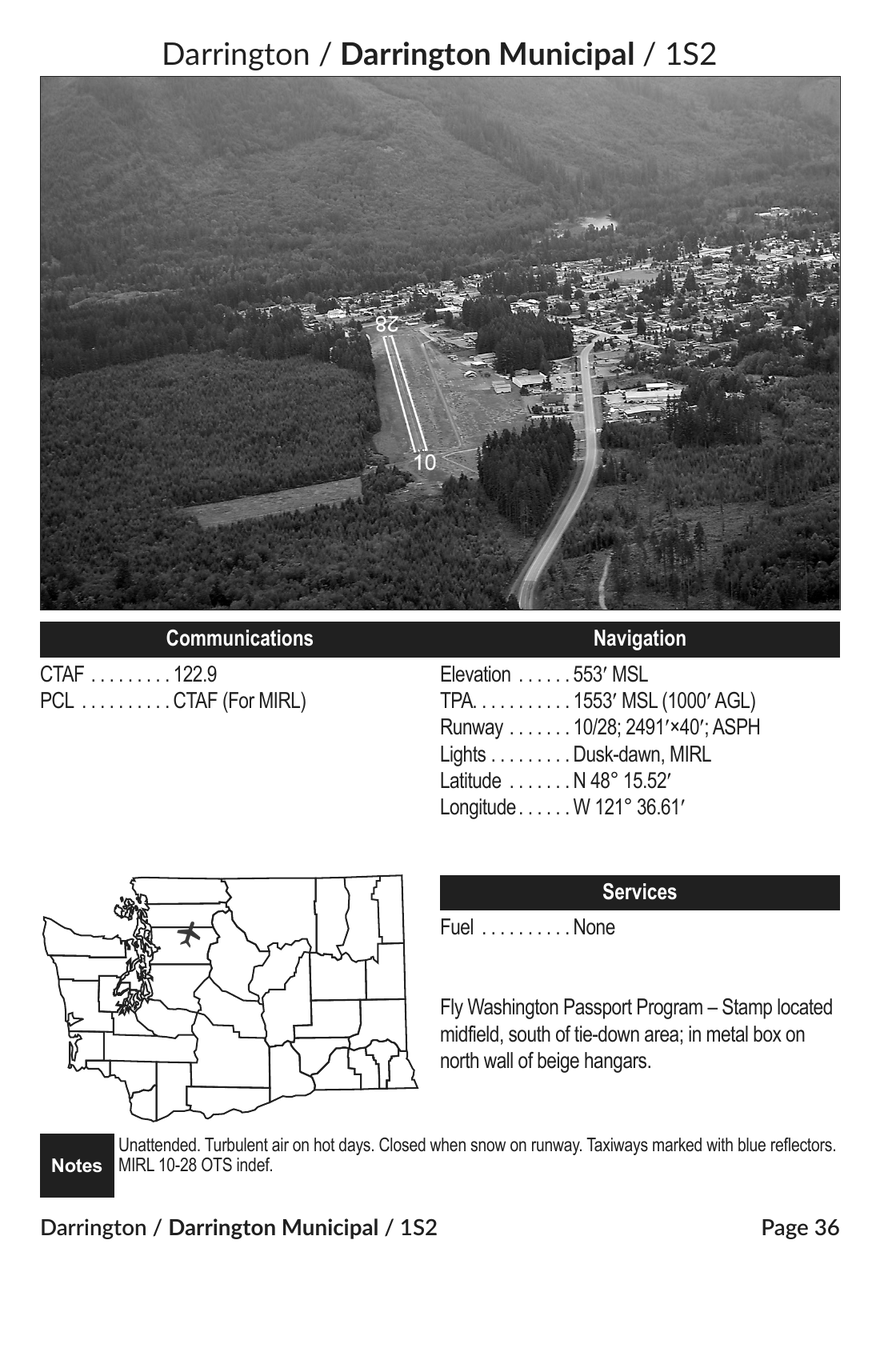 Darrington / Darrington Municipal / 1S2
28
10
Communications
CTAF . . . . . . . . . 122.9
PCL . . . . . . . . . . CTAF (For MIRL)
Navigation
Elevation . . . . . . 553′ MSL
TPA. . . . . . . . . . . 1553′ MSL (1000′ AGL)
Runway . . . . . . . 10/28; 2491′×40′; ASPH
Lights . . . . . . . . . Dusk-dawn, MIRL
Latitude . . . . . . . N 48° 15.52′
Longitude . . . . . . W 121° 36.61′
Services
Fuel . . . . . . . . . . None
Fly Washington Passport Program – Stamp located
midfield, south of tie-down area; in metal box on
north wall of beige hangars.
Notes
Unattended. Turbulent air on hot days. Closed when snow on runway. Taxiways marked with blue reflectors.
MIRL 10-28 OTS indef.
Darrington / Darrington Municipal / 1S2
Page 36